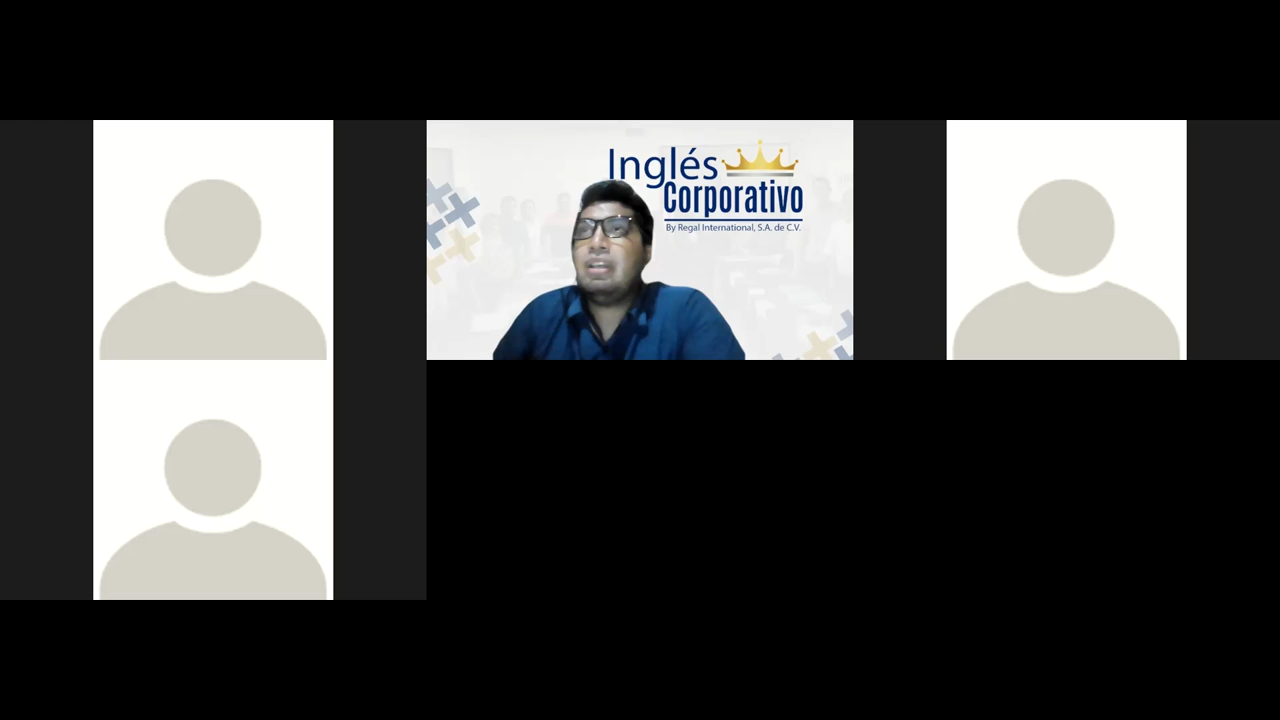 Inglés
Corporativo
By Regal International, S.A. de C.V.